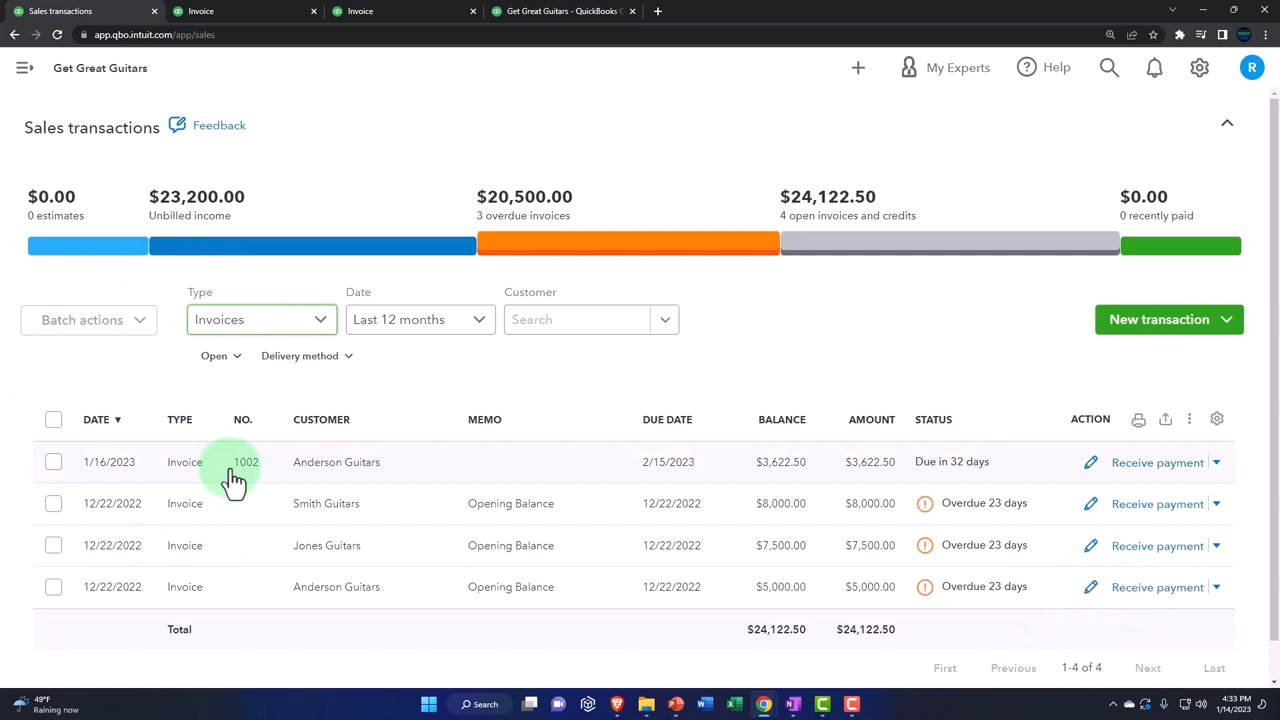 Sales transactions
Invoice
Invoice
Get Great Guitars - QuickBooks O
app.qbo.intuit.com/app/sales
Get Great Guitars
My Experts
Help
R
Sales transactions
Feedback
$0.00 $23,200.00 $20,500.00 $24,122.50 $0.00
0 estimates Unbilled income 3 overdue invoices 4 open invoices and credits 0 recently paid
Type Date Customer
Batch actions Invoices Last 12 months Search New transaction
Open Delivery method
DATE ▼ TYPE NO. CUSTOMER MEMO DUE DATE BALANCE AMOUNT STATUS ACTION
1/16/2023 Invoice 1002 Anderson Guitars 2/15/2023 $3,622.50 $3,622.50 Due in 32 days Receive payment
12/22/2022 Invoice Smith Guitars Opening Balance 12/22/2022 $8,000.00 $8,000.00 Overdue 23 days Receive payment
12/22/2022 Invoice Jones Guitars Opening Balance 12/22/2022 $7,500.00 $7,500.00 Overdue 23 days Receive payment
12/22/2022 Invoice Anderson Guitars Opening Balance 12/22/2022 $5,000.00 $5,000.00 Overdue 23 days Receive payment
Total $24,122.50 $24,122.50
First Previous 1-4 of 4 Next Last
49°F
Raining now
Search
4:33 PM
1/14/2023